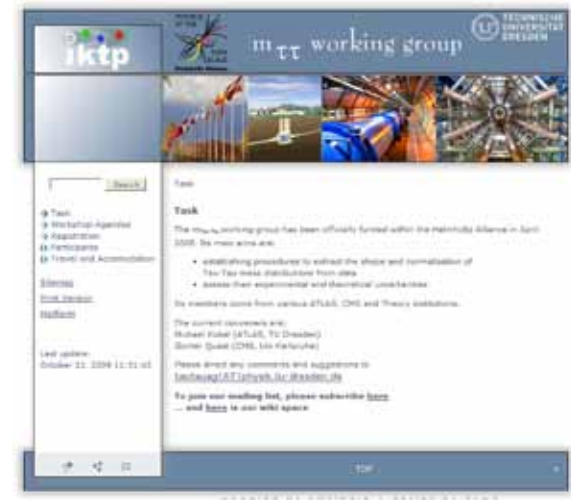 iktp
m ττ working group
TECHNISCHE
UNIVERSITÄT
DRESDEN
Search
Task
Workshop Agendas
Registration
Participants
Travel and Accomodation
Sitemap
Print Version
Last update:
October 22, 2008
Task
Task
The working group has been officially funded within the Helmholtz Alliance in April
2008. Its main aims are:
establishing procedures to extract the shape and normalisation of
Tau-Tau mass distributions from data
assess their experimental and theoretical uncertainties
Its members come from various ATLAS, CMS and Theory institutions.
The current conveners are:
Michael Kobel (ATLAS, TU Dresden)
Günter Quast (CMS, Uni Karlsruhe)
Please direct any comments and suggestions to
To join our mailing list, please subscribe here
... and here is our wiki space
TOP